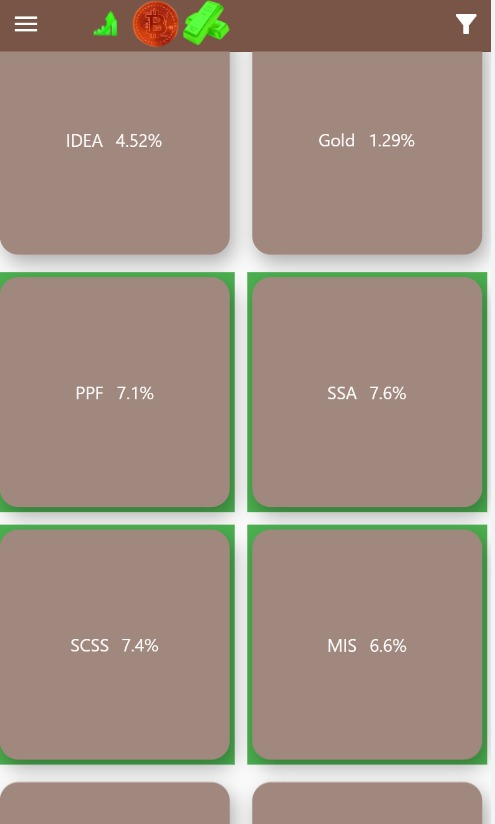 IDEA 4.52%
Gold 1.29%
PPF 7.1%
SSA 7.6%
SCSS 7.4%
MIS 6.6%